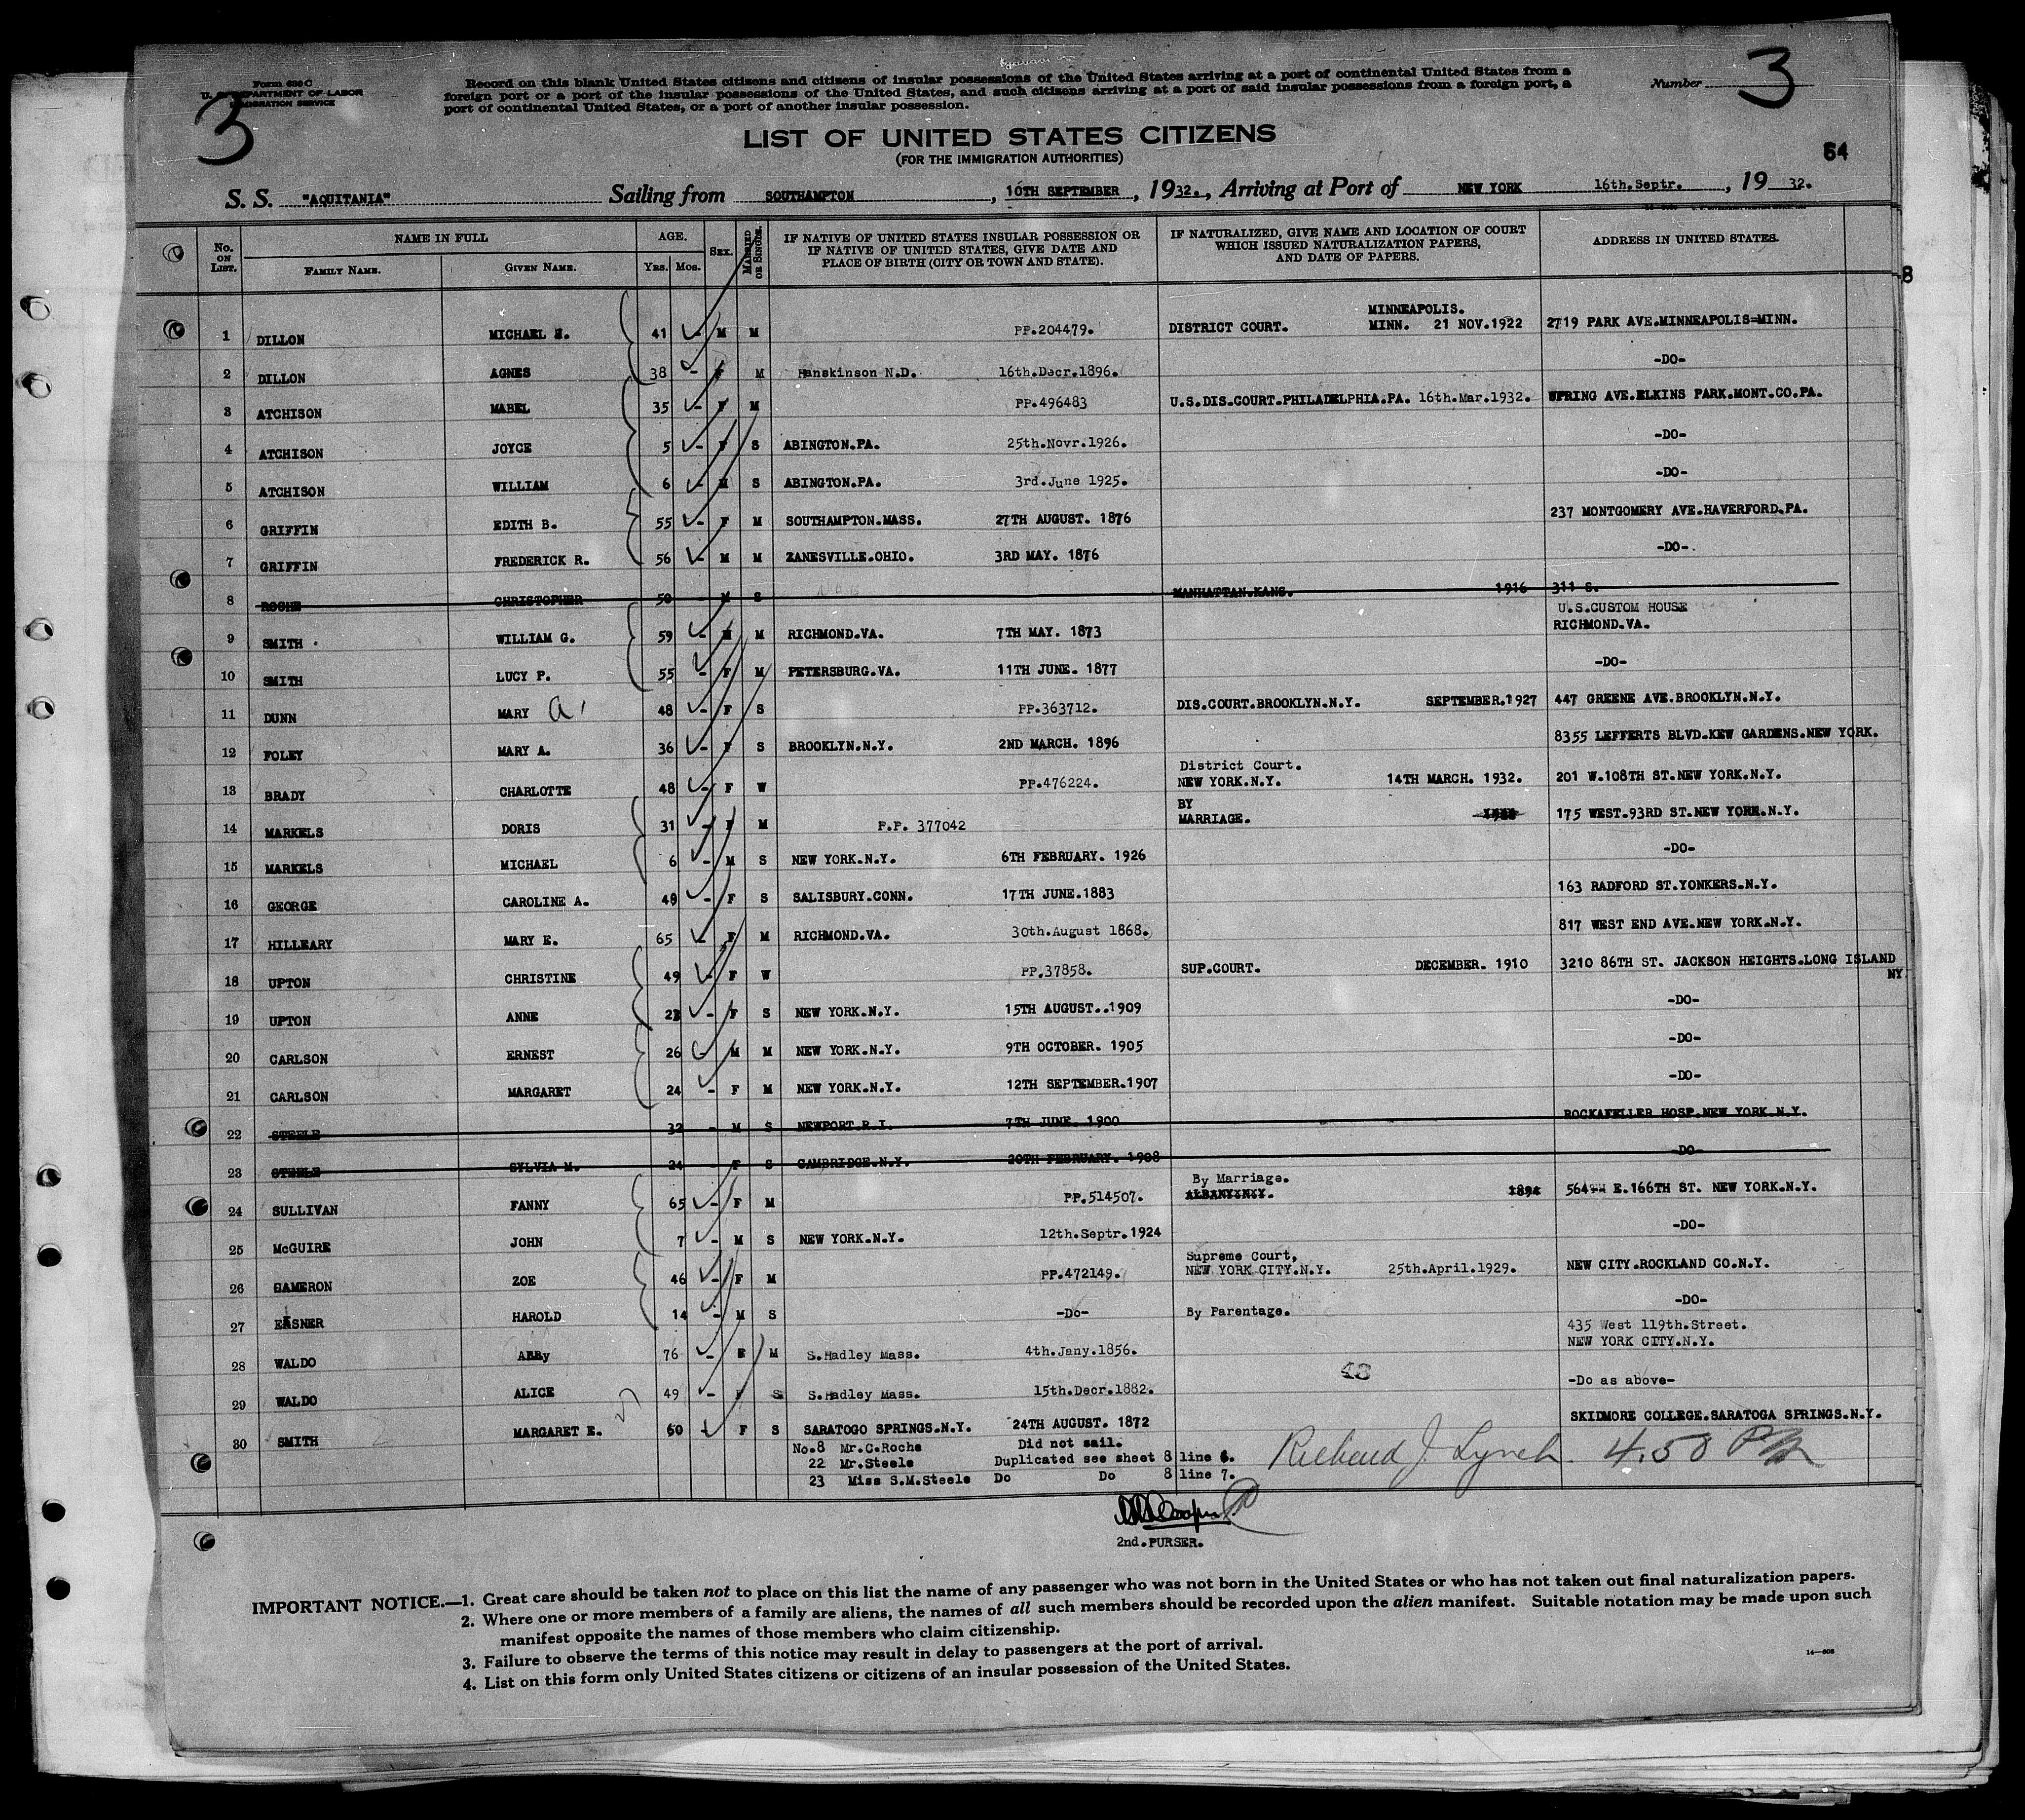 3
Form 630 C
U. S. DEPARTMENT OF LABOR
IMMIGRATION SERVICE
Record on this blank United States citizens and citizens of insular possessions of the United States arriving at a port of continental United States from a
foreign port or a port of the insular possessions of the United States, and such citizens arriving at a port of said insular possessions from a foreign port, a
port of continental United States, or a port of another insular possession.
Number 3
LIST OF UNITED STATES CITIZENS
(FOR THE IMMIGRATION AUTHORITIES)
64
S. S. "AQUITANIA" Sailing from SOUTHAMPTON, 10TH SEPTEMBER, 1932., Arriving at Port of NEW YORK 16th.Septr., 1932.
No. ON LIST. NAME IN FULL FAMILY NAME. GIVEN NAME. AGE. YRS. MOS. SEX. MARRIED OR SINGLE. IF NATIVE OF UNITED STATES INSULAR POSSESSION OR IF NATIVE OF UNITED STATES, GIVE DATE AND PLACE OF BIRTH (CITY OR TOWN AND STATE). IF NATURALIZED, GIVE NAME AND LOCATION OF COURT WHICH ISSUED NATURALIZATION PAPERS, AND DATE OF PAPERS. ADDRESS IN UNITED STATES.
8
1 DILLON MICHAEL 41 - M M PP.204479. DISTRICT COURT. MINNEAPOLIS. MINN. 21 NOV.1922 2719 PARK AVE.MINNEAPOLIS=MINN.
2 DILLON AGNES 38 - F M Hanskinson N.D. 16th.Decr.1896. -DO-
3 ATCHISON MABEL 35 - F M PP.496483 U.S.DIS.COURT.PHILADELPHIA.PA. 16th.Mar.1932. SPRING AVE.ELKINS PARK.MONT.CO.PA.
4 ATCHISON JOYCE 5 - F S ABINGTON.PA. 25th.Novr.1926. -DO-
5 ATCHISON WILLIAM 6 - M S ABINGTON.PA. 3rd.June 1925. -DO-
6 GRIFFIN EDITH B. 55 - F M SOUTHAMPTON.MASS. 27TH AUGUST. 1876 237 MONTGOMERY AVE.HAVERFORD.PA.
7 GRIFFIN FREDERICK R. 56 - M M ZANESVILLE.OHIO. 3RD MAY. 1876 -DO-.
8 ROCHE CHRISTOPHER 50 - M S MANHATTAN.KANS. 1916 311 S.
9 SMITH WILLIAM G. 59 - M M RICHMOND.VA. 7TH MAY. 1873 U.S.CUSTOM HOUSE RICHMOND.VA.
10 SMITH LUCY P. 55 - F M PETERSBURG.VA. 11TH JUNE. 1877 -DO-
11 DUNN MARY a. 48 - F S PP.363712. DIS.COURT.BROOKLYN.N.Y. SEPTEMBER.1927 447 GREENE AVE.BROOKLYN.N.Y.
12 FOLEY MARY A. 36 - F S BROOKLYN.N.Y. 2ND MARCH. 1896 8355 LEFFERTS BLVD.KEW GARDENS.NEW YORK.
13 BRADY CHARLOTTE 48 - F W PP.476224. District Court. NEW YORK.N.Y. 14TH MARCH. 1932. 201 W.108TH ST.NEW YORK.N.Y.
14 MARKELS DORIS 31 - F M P.P. 377042 BY MARRIAGE. 175 WEST.93RD ST.NEW YORK.N.Y.
15 MARKELS MICHAEL 6 - M S NEW YORK.N.Y. 6TH FEBRUARY. 1926 -DO-
16 GEORGE CAROLINE A. 49 - F S SALISBURY.CONN. 17TH JUNE.1883 163 RADFORD ST.YONKERS.N.Y.
17 HILLEARY MARY E. 65 - F M RICHMOND.VA. 30th.August 1868. 817 WEST END AVE.NEW YORK.N.Y.
18 UPTON CHRISTINE 49 - F W PP.37858. SUP.COURT. DECEMBER. 1910 3210 86TH ST. JACKSON HEIGHTS.LONG ISLAND NY.
19 UPTON ANNE 23 - F S NEW YORK.N.Y. 15TH AUGUST..1909 -DO-
20 CARLSON ERNEST 26 - M M NEW YORK.N.Y. 9TH OCTOBER. 1905 -DO-
21 CARLSON MARGARET 24 - F M NEW YORK.N.Y. 12TH SEPTEMBER.1907 -DO-
22 STEELE 32 - M S NEWPORT.R.I. 7TH JUNE. 1900 ROCKAFELLER HOSP.NEW YORK.N.Y.
23 STEELE SYLVIA M. 24 F S CAMBRIDGE.N.Y. 20TH FEBRUARY. 1908 -DO-
24 SULLIVAN FANNY 65 - F M PP.514507. By Marriage. ALBANY.N.Y. 1894 564TH E.166TH ST. NEW YORK.N.Y.
25 McGUIRE JOHN 7 - M S NEW YORK.N.Y. 12th.Septr.1924 -DO-
26 CAMERON ZOE 46 - F M PP.472149. Supreme Court, NEW YORK CITY.N.Y. 25th.April.1929. NEW CITY.ROCKLAND CO.N.Y.
27 EASNER HAROLD 14 - M S -Do- By Parentage. -DO-
28 WALDO ABBy 76 - F M S.Hadley Mass. 4th.Jany.1856. 435 West 119th.Street. NEW YORK CITY.N.Y.
29 WALDO ALICE 49 - F S S.Hadley Mass. 15th.Decr.1882. 48 -Do as above-
30 SMITH MARGARET E. 60 - F S SARATOGO SPRINGS.N.Y. 24TH AUGUST. 1872 SKIDMORE COLLEGE.SARATOGA SPRINGS.N.Y.
No.8 Mr.C.Roche Did not sail.
22 Mr.Steele Duplicated see sheet 8 line 6.
23 Miss S.M.Steele Do Do 8 line 7.
Richard J. Lynch 4.50 PM
2nd.PURSER.
IMPORTANT NOTICE.—1. Great care should be taken not to place on this list the name of any passenger who was not born in the United States or who has not taken out final naturalization papers.
2. Where one or more members of a family are aliens, the names of all such members should be recorded upon the alien manifest. Suitable notation may be made upon such
manifest opposite the names of those members who claim citizenship.
3. Failure to observe the terms of this notice may result in delay to passengers at the port of arrival.
4. List on this form only United States citizens or citizens of an insular possession of the United States.
14—608